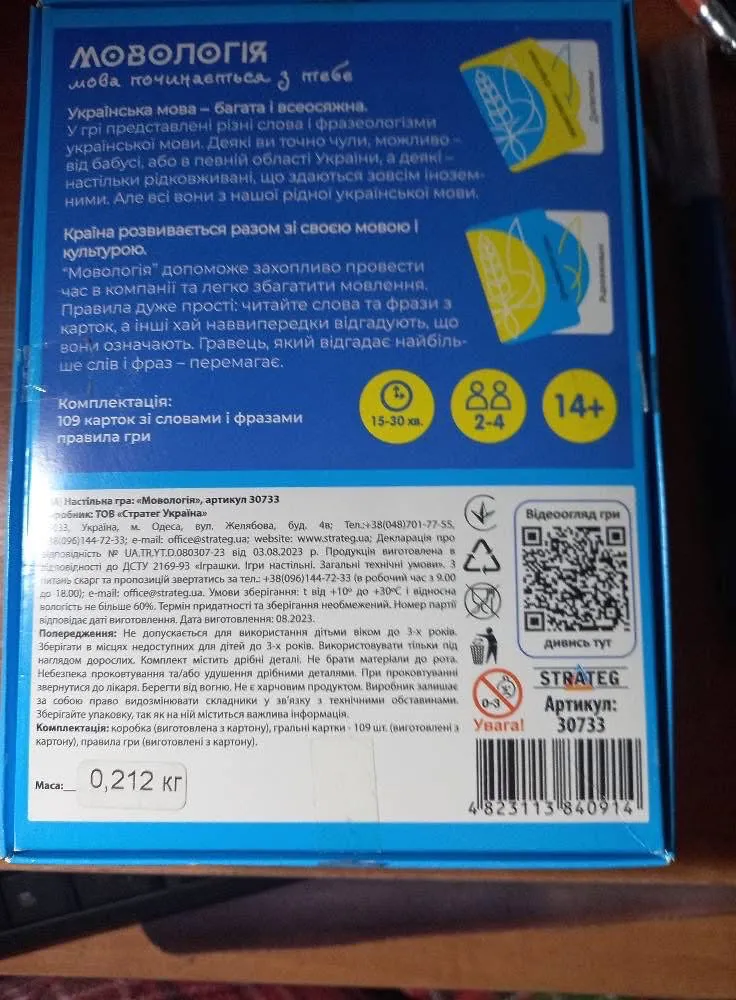 МОВОЛОГІЯ
мова починається з тебе
Українська мова – багата і всеосяжна.
У грі представлені різні слова і фразеологізми
української мови. Деякі ви точно чули, можливо –
від бабусі, або в певній області України, а деякі –
настільки рідковживані, що здаються зовсім інозем-
ними. Але всі вони з нашої рідної української мови.
Країна розвивається разом зі своєю мовою і
культурою.
"Мовологія" допоможе захопливо провести
час в компанії та легко збагатити мовлення.
Правила дуже прості: читайте слова та фрази з
карток, а інші хай наввипередки відгадують, що
вони означають. Гравець, який відгадає найбіль-
ше слів і фраз – перемагає.
Комплектація:
109 карток зі словами і фразами
правила гри
15-30 хв.
2-4
14+
Настільна гра: «Мовологія», артикул 30733
ТОВ «Стратег Україна»
Україна, м. Одеса, вул. Желябова, буд. 4в; Тел.:+38(048)701-77-55,
144-72-33; e-mail: office@strateg.ua; website: www.strateg.ua; Декларація про
відповідність № UA.TR.YT.D.080307-23 від 03.08.2023 р. Продукція виготовлена в
відповідності до ДСТУ 2169-93 «Іграшки. Ігри настільні. Загальні технічні умови». З
питань скарг та пропозицій звертатись за тел.: +38(096)144-72-33 (в робочий час з 9.00
до 18.00); e-mail: office@strateg.ua. Умови зберігання: t від +10° до +30°C і відносна
вологість не більше 60%. Термін придатності та зберігання необмежений. Номер партії
відповідає даті виготовлення. Дата виготовлення: 08.2023.
Попередження: Не допускається для використання дітьми віком до 3-х років.
Зберігати в місцях недоступних для дітей до 3-х років. Використовувати тільки під
наглядом дорослих. Комплект містить дрібні деталі. Не брати матеріали до рота.
Небезпека проковтування та/або удушення дрібними деталями. При проковтуванні
звернутися до лікаря. Берегти від вогню. Не є харчовим продуктом. Виробник залишає
за собою право видозмінювати складники у зв'язку з технічними обставинами.
Зберігайте упаковку, так як на ній міститься важлива інформація.
Комплектація: коробка (виготовлена з картону), гральні картки - 109 шт. (виготовлені з
картону), правила гри (виготовлені з картону).
Маса:
0,212 кг
Відеоогляд гри
дивись тут
0-3
Увага!
STRATEG
Артикул:
30733
4 823113 840914